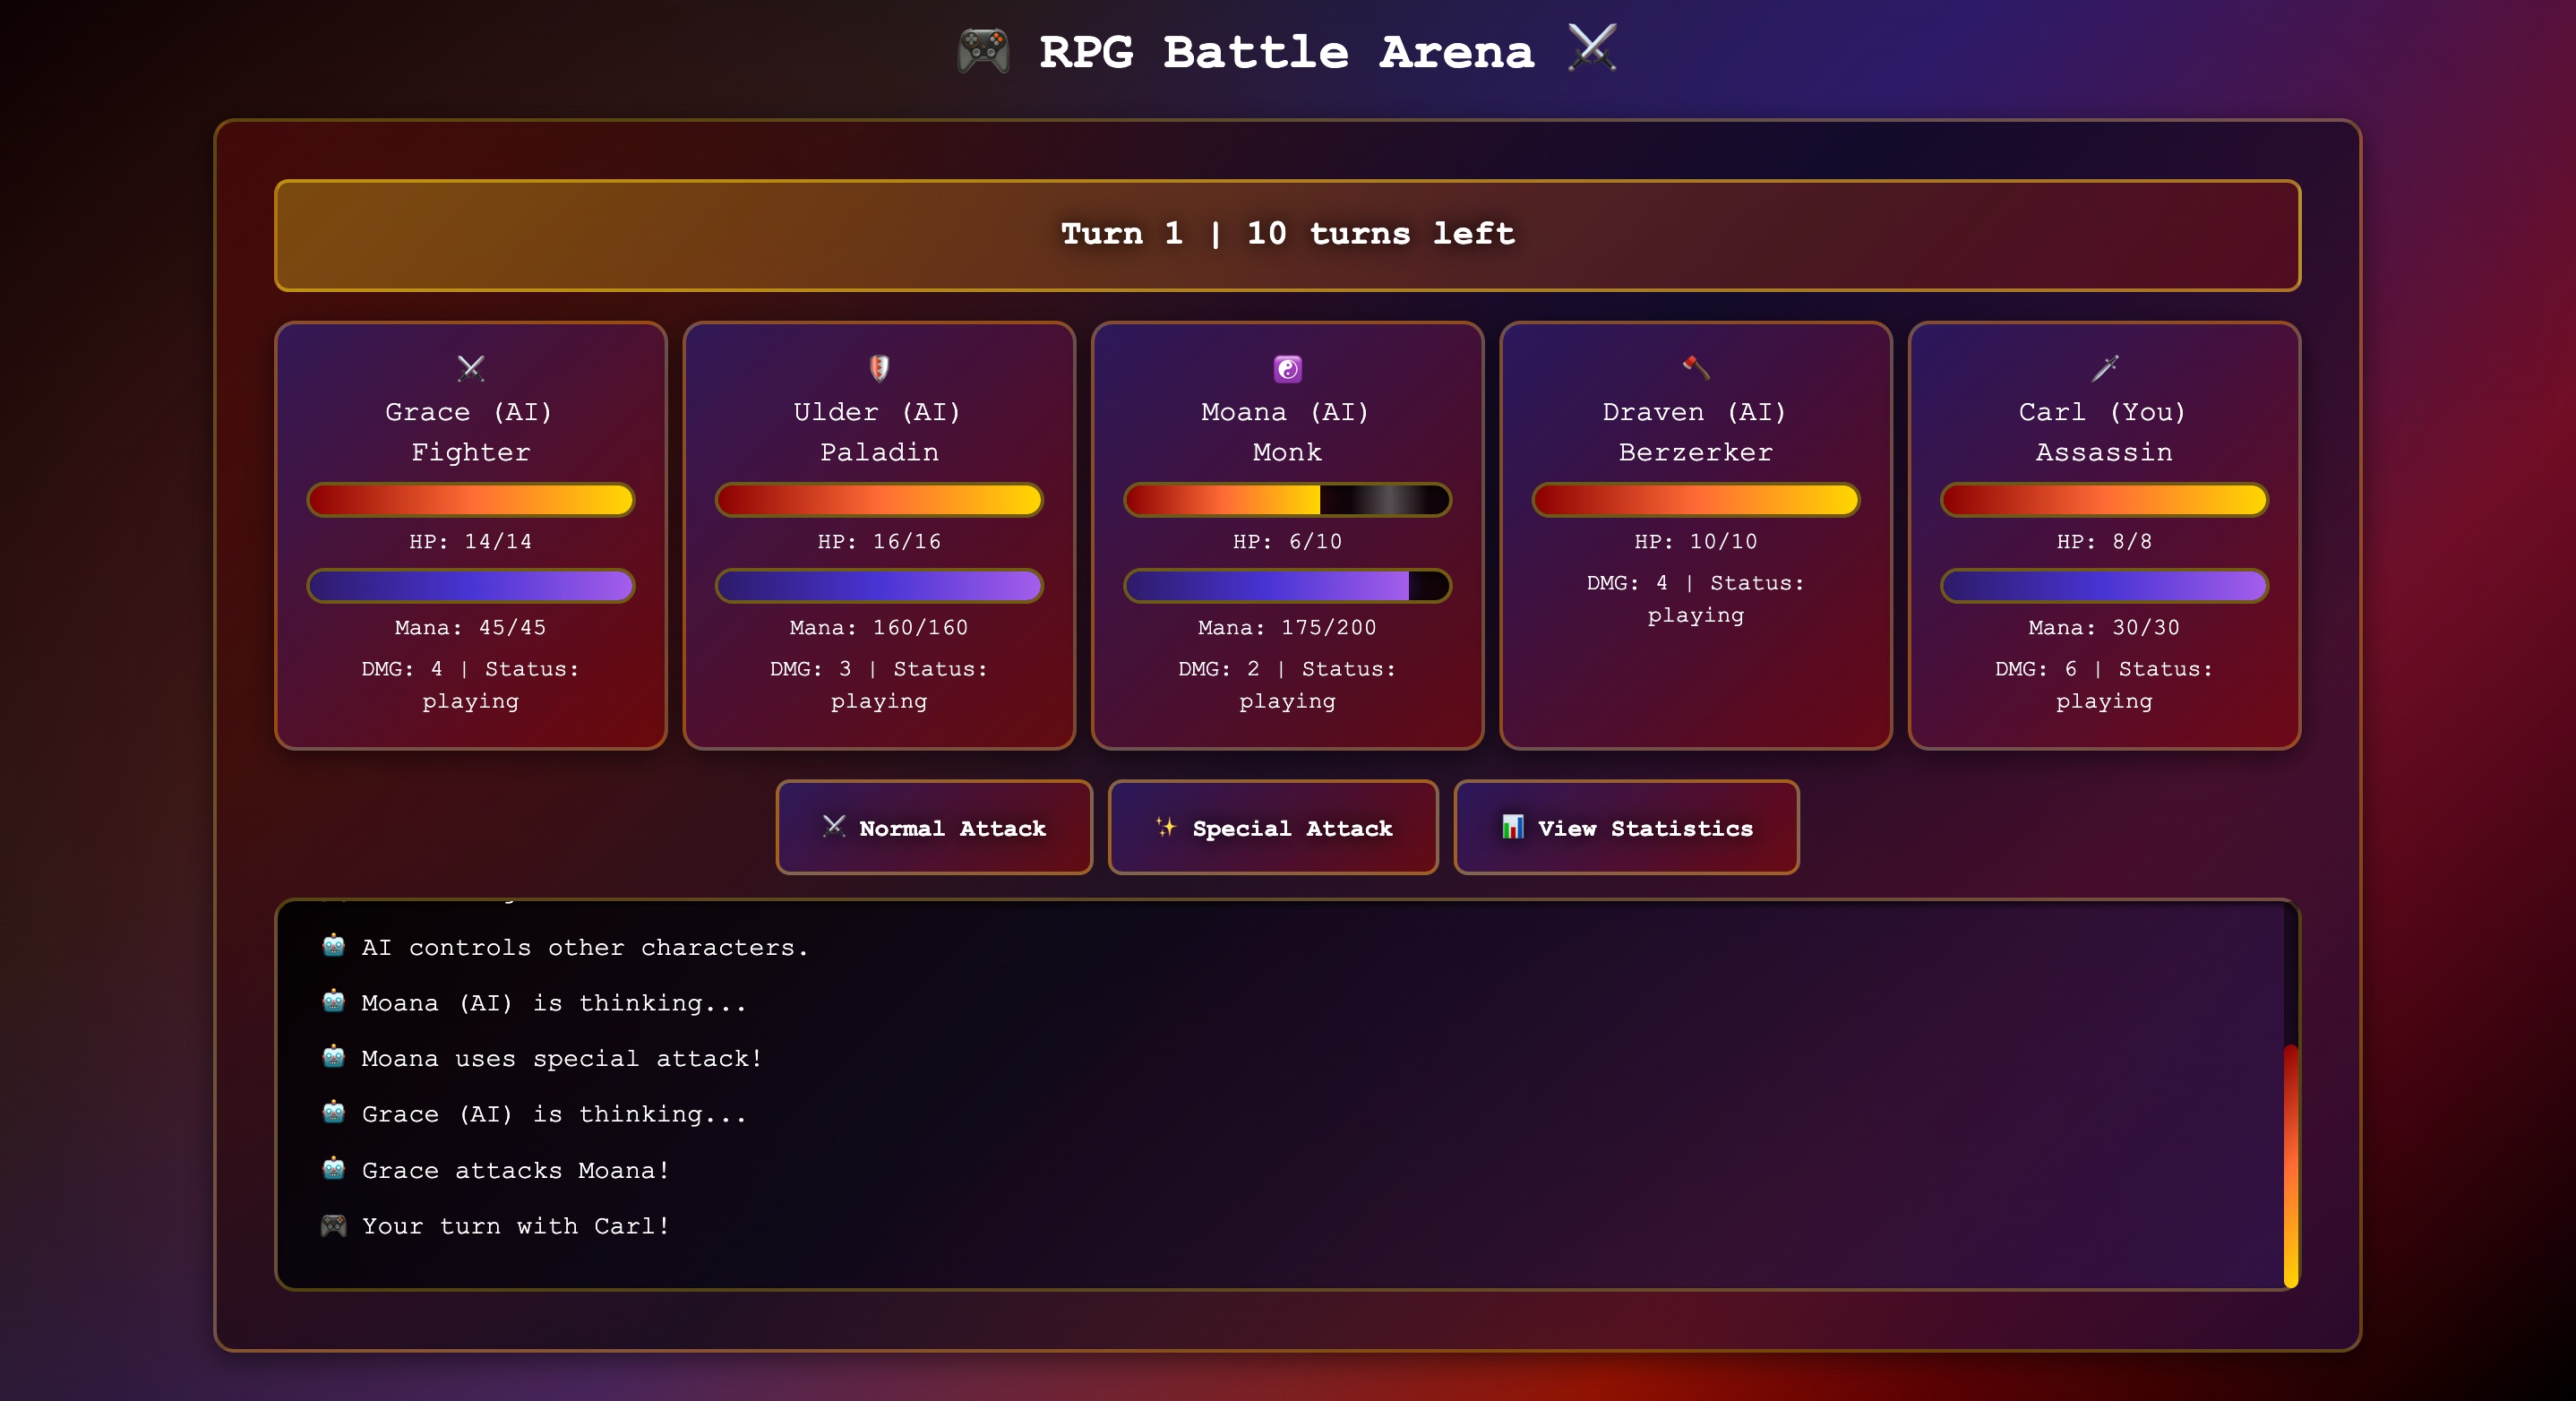 🎮 RPG Battle Arena ⚔️
Turn 1 | 10 turns left
Grace (AI)
Fighter
HP: 14/14
Mana: 45/45
DMG: 4 | Status:
playing
Ulder (AI)
Paladin
HP: 16/16
Mana: 160/160
DMG: 3 | Status:
playing
Moana (AI)
Monk
HP: 6/10
Mana: 175/200
DMG: 2 | Status:
playing
Draven (AI)
Berzerker
HP: 10/10
DMG: 4 | Status:
playing
Carl (You)
Assassin
HP: 8/8
Mana: 30/30
DMG: 6 | Status:
playing
⚔️ Normal Attack
✨ Special Attack
📊 View Statistics
🤖 AI controls other characters.
🤖 Moana (AI) is thinking...
🤖 Moana uses special attack!
🤖 Grace (AI) is thinking...
🤖 Grace attacks Moana!
🎮 Your turn with Carl!